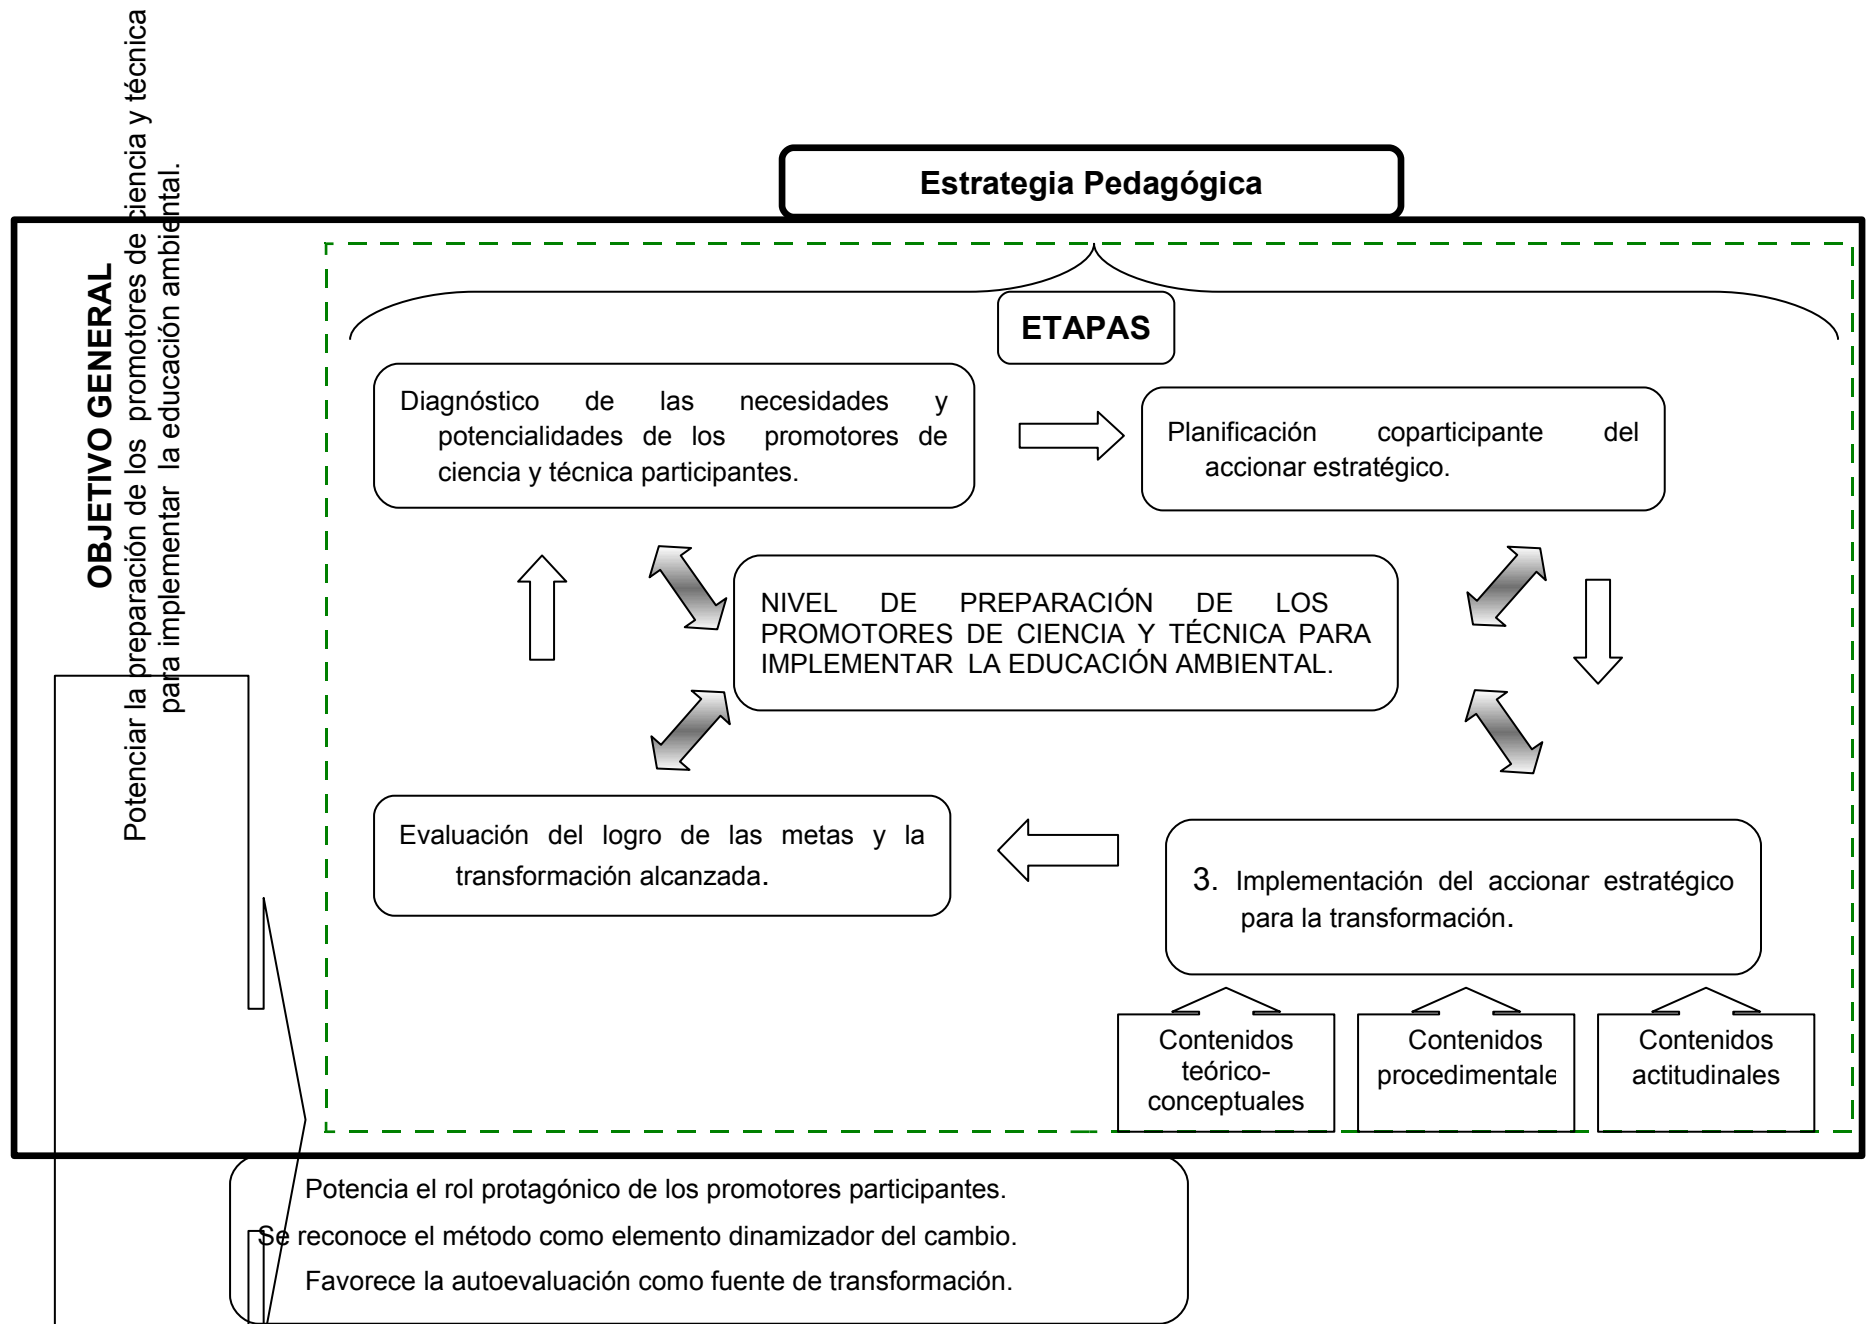 Estrategia Pedagógica
OBJETIVO GENERAL
Potenciar la preparación de los promotores de ciencia y técnica
para implementar la educación ambiental.
ETAPAS
Diagnóstico de las necesidades y
potencialidades de los promotores de
ciencia y técnica participantes.
Planificación coparticipante del
accionar estratégico.
NIVEL DE PREPARACIÓN DE LOS
PROMOTORES DE CIENCIA Y TÉCNICA PARA
IMPLEMENTAR LA EDUCACIÓN AMBIENTAL.
Evaluación del logro de las metas y la
transformación alcanzada.
3. Implementación del accionar estratégico
para la transformación.
Contenidos
teórico-
conceptuales
Contenidos
procedimentale
Contenidos
actitudinales
Potencia el rol protagónico de los promotores participantes.
Se reconoce el método como elemento dinamizador del cambio.
Favorece la autoevaluación como fuente de transformación.